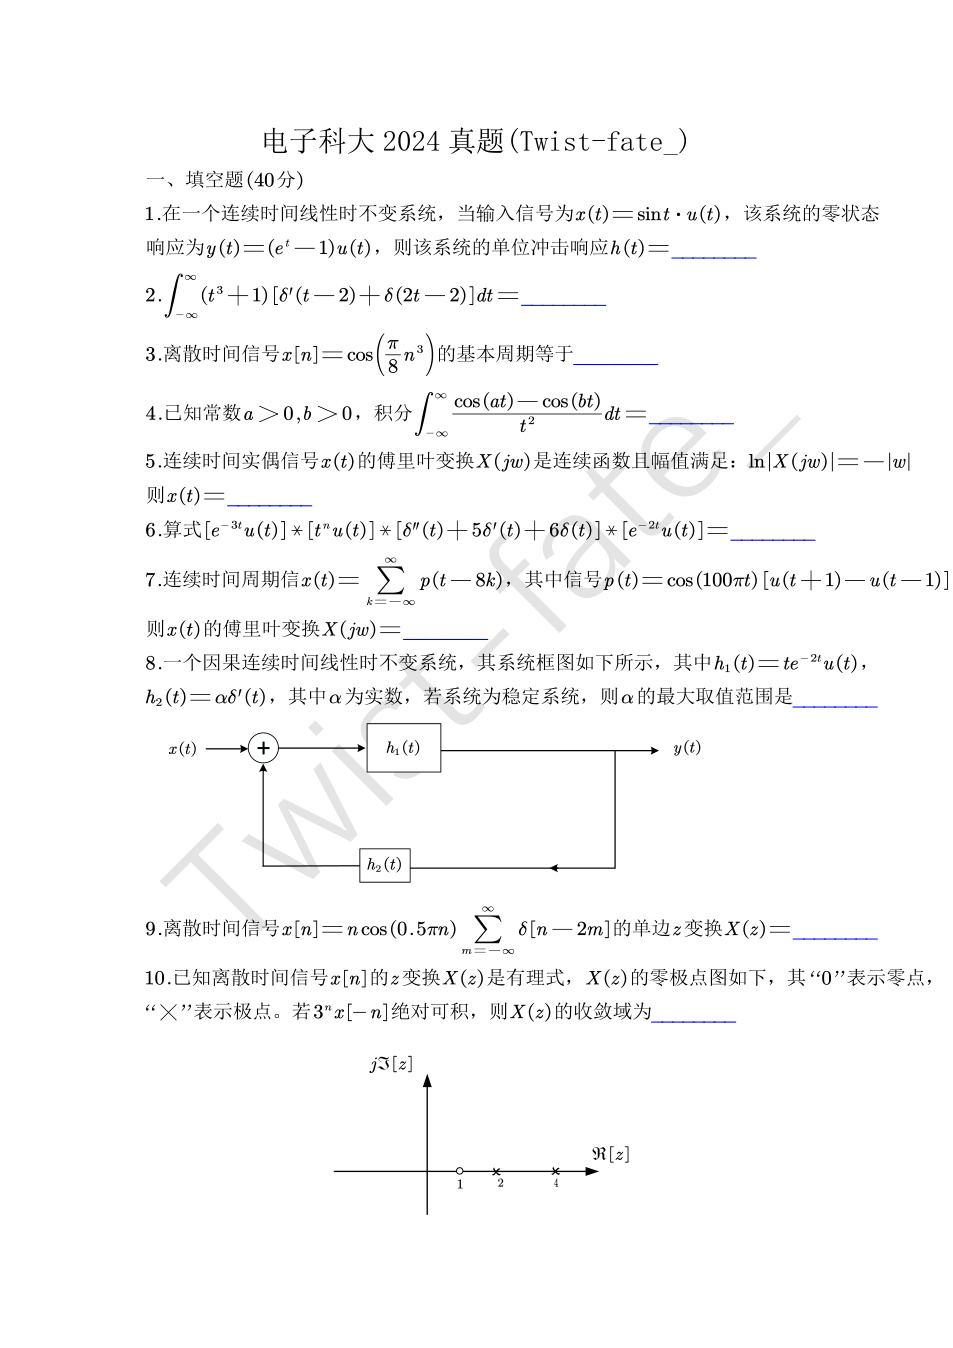 电子科大 2024 真题(Twist-fate_)
一、填空题(40分)
1.在一个连续时间线性时不变系统，当输入信号为x(t)=sint·u(t)，该系统的零状态
响应为y(t)=(e^t−1)u(t)，则该系统的单位冲击响应h(t)=________
2.∫_{−∞}^{∞}(t³+1)[δ′(t−2)+δ(2t−2)]dt=________
3.离散时间信号x[n]=cos(π/8 n³)的基本周期等于________
4.已知常数a>0,b>0，积分∫_{−∞}^{∞} (cos(at)−cos(bt))/t² dt=________
5.连续时间实偶信号x(t)的傅里叶变换X(jw)是连续函数且幅值满足：ln|X(jw)|=−|w|
则x(t)=________
6.算式[e^{−3t}u(t)]*[t^n u(t)]*[δ″(t)+5δ′(t)+6δ(t)]*[e^{−2t}u(t)]=________
7.连续时间周期信x(t)=∑_{k=−∞}^{∞} p(t−8k)，其中信号p(t)=cos(100πt)[u(t+1)−u(t−1)]
则x(t)的傅里叶变换X(jw)=________
8.一个因果连续时间线性时不变系统，其系统框图如下所示，其中h₁(t)=te^{−2t}u(t)，
h₂(t)=αδ′(t)，其中α为实数，若系统为稳定系统，则α的最大取值范围是________
x(t) + h₁(t) y(t)
h₂(t)
9.离散时间信号x[n]=ncos(0.5πn) ∑_{m=−∞}^{∞} δ[n−2m]的单边z变换X(z)=________
10.已知离散时间信号x[n]的z变换X(z)是有理式，X(z)的零极点图如下，其“0”表示零点，
“×”表示极点。若3^n x[−n]绝对可积，则X(z)的收敛域为________
jℑ[z]
ℜ[z]
1 2 4
Twist-fate_